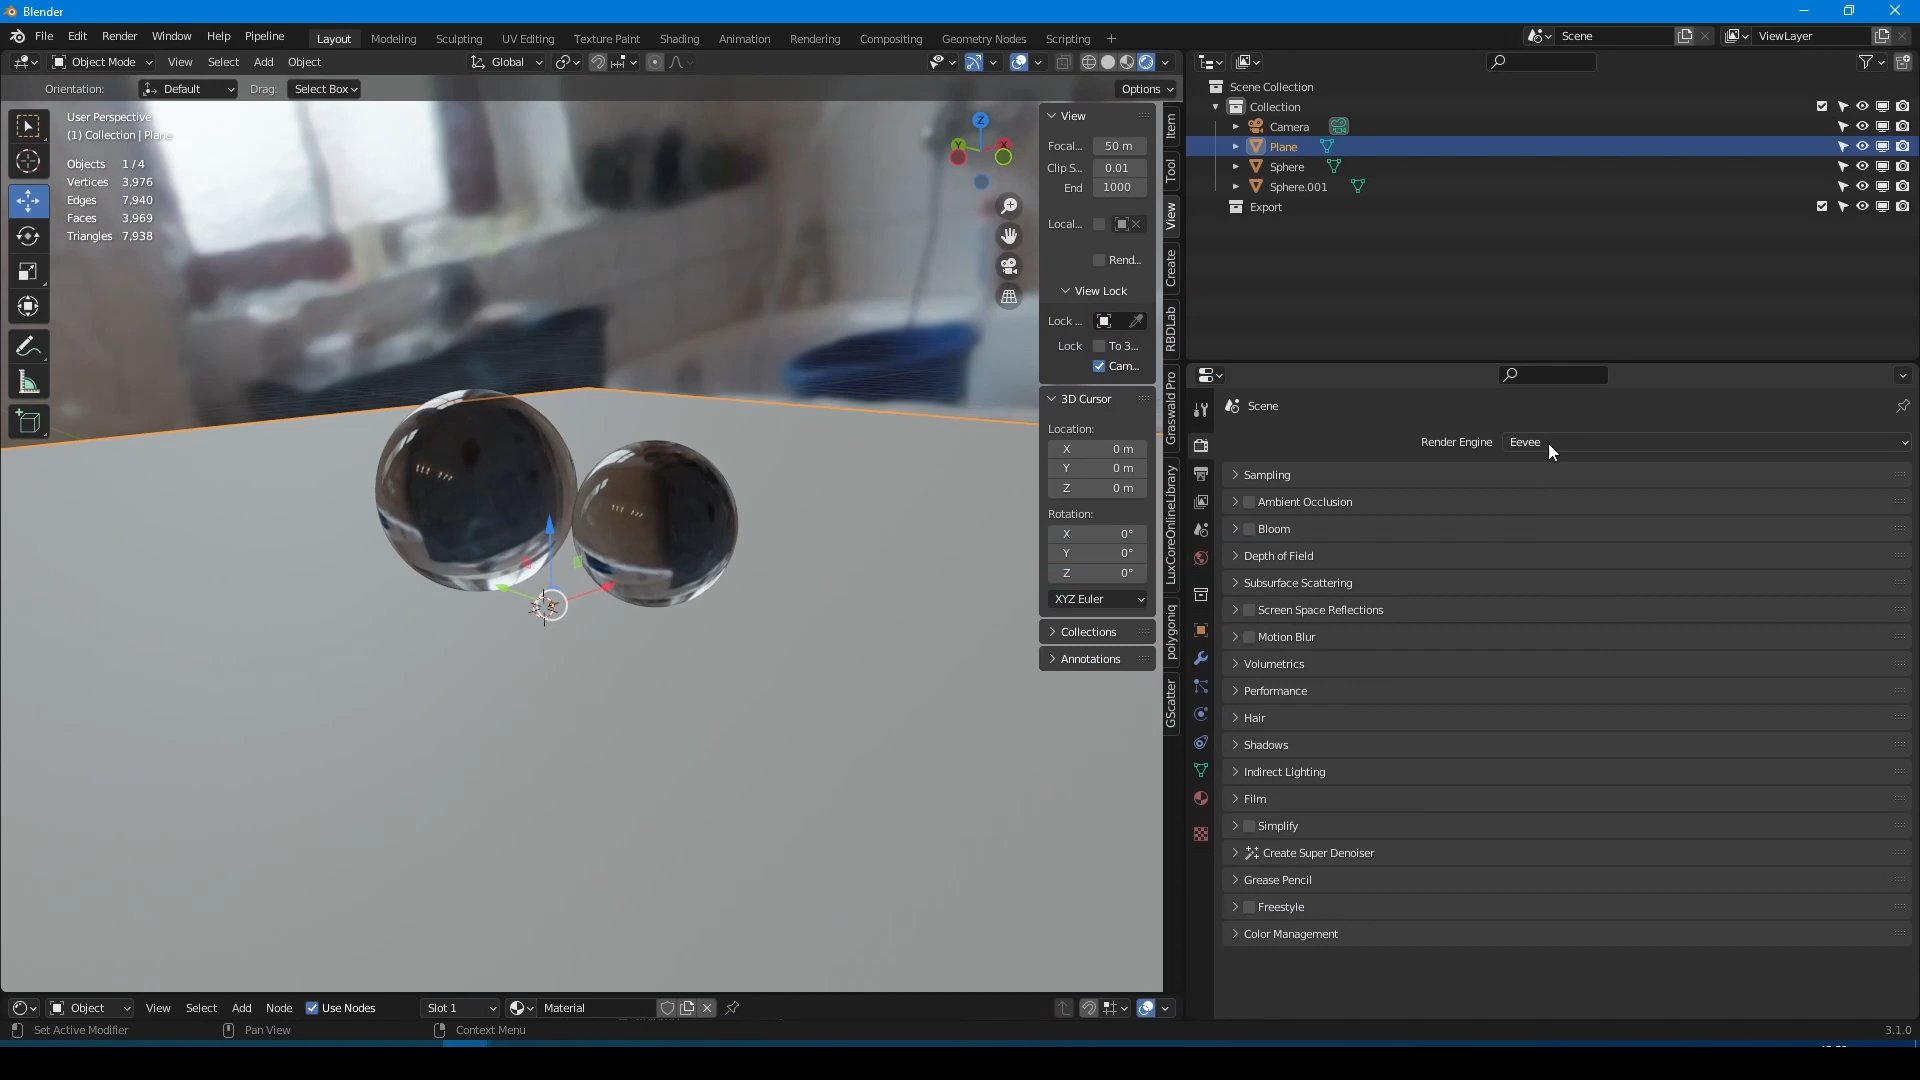 Blender
File Edit Render Window Help Pipeline Layout Modeling Sculpting UV Editing Texture Paint Shading Animation Rendering Compositing Geometry Nodes Scripting + Scene ViewLayer
Object Mode View Select Add Object Global
Orientation: Default Drag: Select Box Options
User Perspective
(1) Collection | Plane
Objects 1 / 4
Vertices 3,976
Edges 7,940
Faces 3,969
Triangles 7,938
Z
Y
X
View
Focal... 50 m
Clip S... 0.01
End 1000
Local...
Rend...
View Lock
Lock ...
Lock To 3...
Cam...
3D Cursor
Location:
X 0 m
Y 0 m
Z 0 m
Rotation:
X 0°
Y 0°
Z 0°
XYZ Euler
Collections
Annotations
Item
Tool
View
Create
RBDLab
Graswald Pro
LuxCoreOnlineLibrary
polygoniq
GScatter
Scene Collection
Collection
Camera
Plane
Sphere
Sphere.001
Export
Scene
Render Engine Eevee
Sampling
Ambient Occlusion
Bloom
Depth of Field
Subsurface Scattering
Screen Space Reflections
Motion Blur
Volumetrics
Performance
Hair
Shadows
Indirect Lighting
Film
Simplify
Create Super Denoiser
Grease Pencil
Freestyle
Color Management
Object View Select Add Node Use Nodes Slot 1 Material
Set Active Modifier Pan View Context Menu 3.1.0